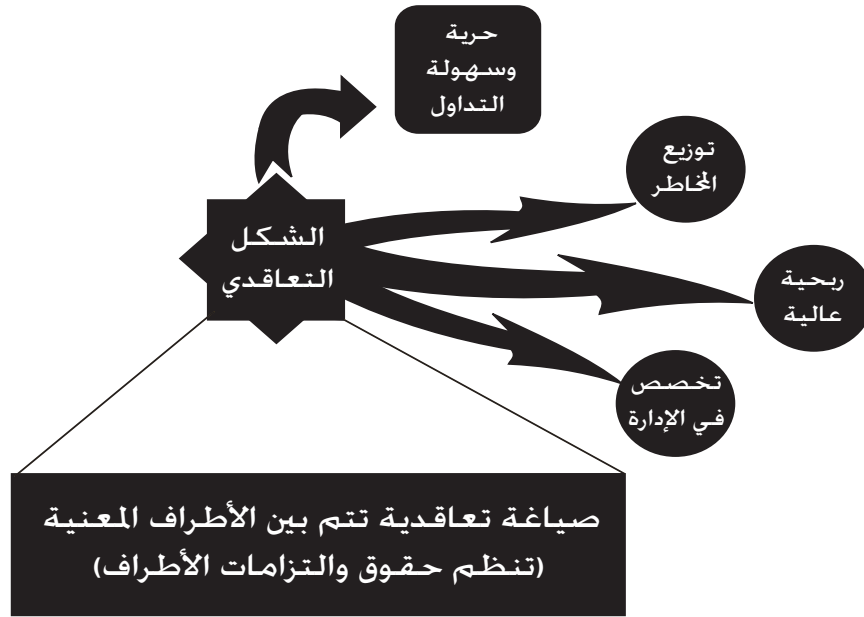 حرية
وسهولة
التداول
توزيع
المخاطر
الشكل
التعاقدي
ربحية
عالية
تخصص
في الإدارة
صياغة تعاقدية تتم بين الأطراف المعنية
(تنظم حقوق والتزامات الأطراف)